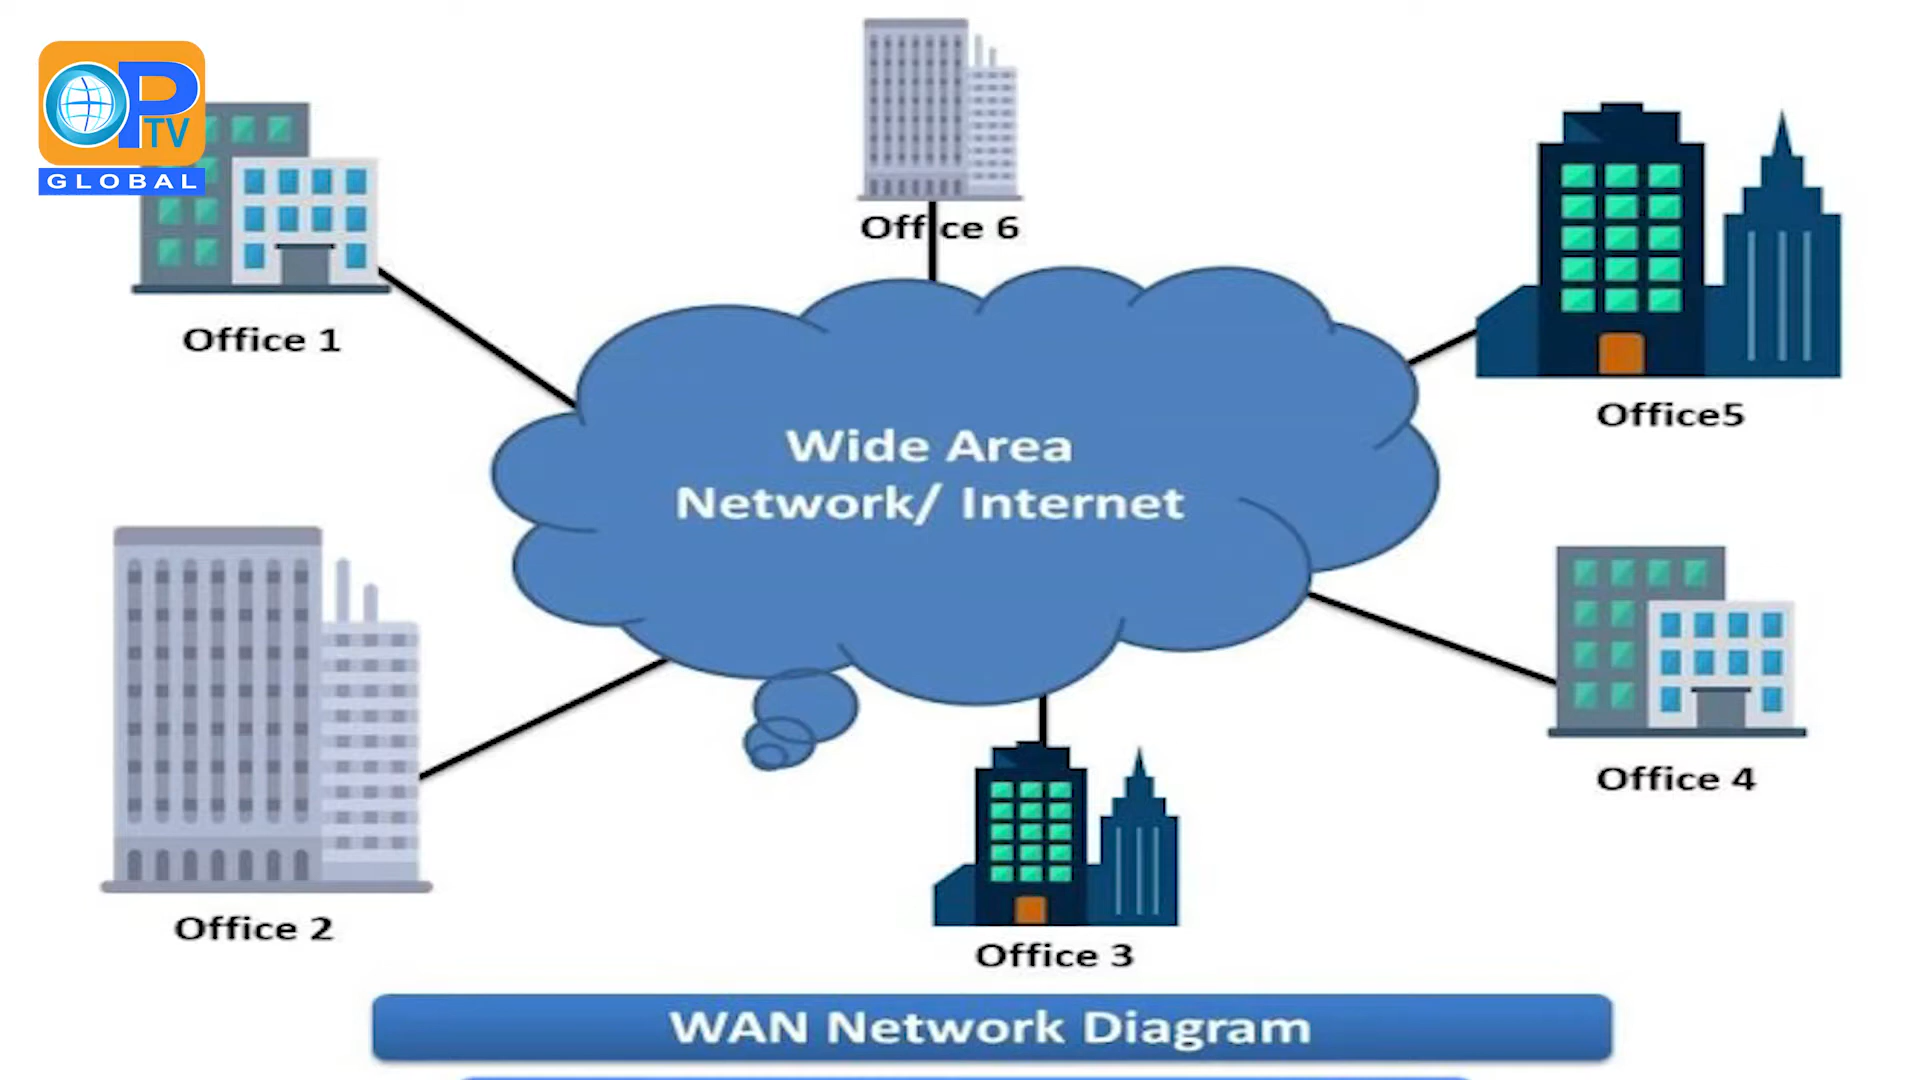 OPTV
GLOBAL
Office 6
Office 1
Office5
Wide Area
Network/ Internet
Office 4
Office 2
Office 3
WAN Network Diagram